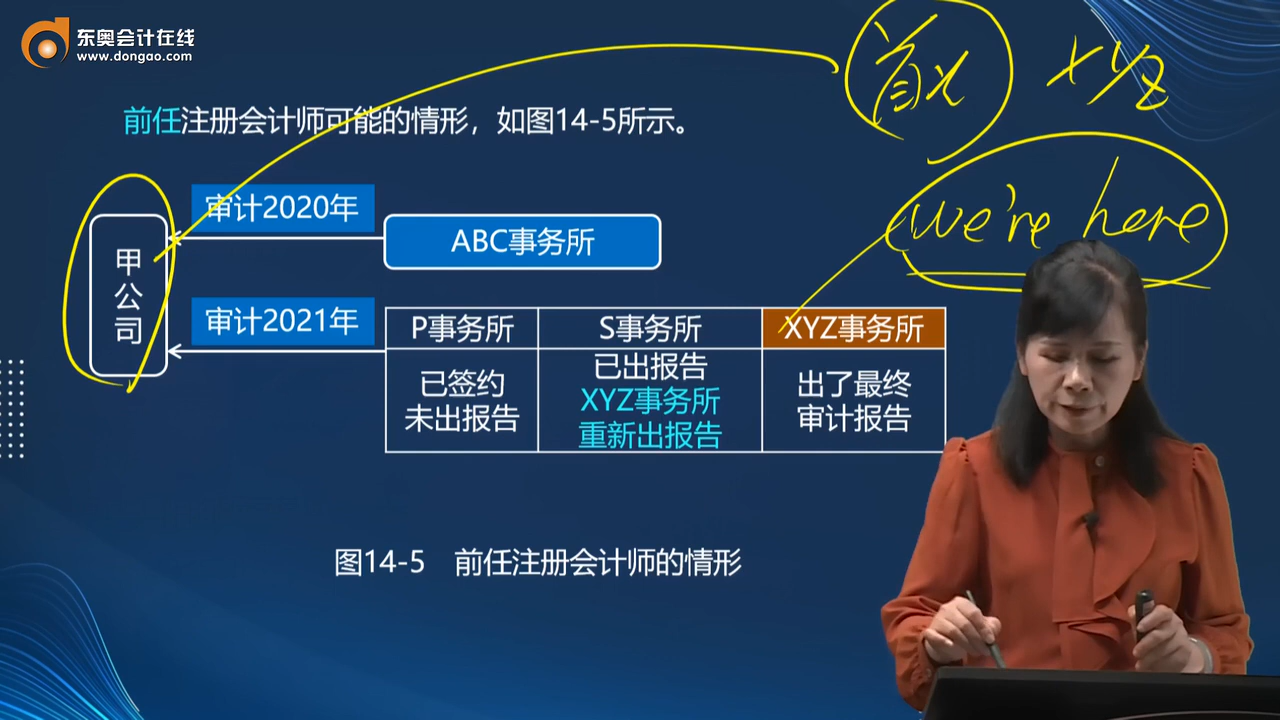 东奥会计在线
www.dongao.com
前任注册会计师可能的情形，如图14-5所示。
首次
XYZ
we're here
审计2020年
ABC事务所
甲公司
审计2021年
P事务所
S事务所
XYZ事务所
已签约
未出报告
已出报告
XYZ事务所
重新出报告
出了最终
审计报告
图14-5 前任注册会计师的情形